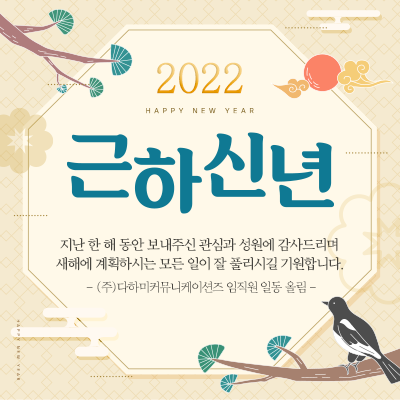 2022
HAPPY NEW YEAR
근하신년
지난 한 해 동안 보내주신 관심과 성원에 감사드리며
새해에 계획하시는 모든 일이 잘 풀리시길 기원합니다.
– (주)다하미커뮤니케이션즈 임직원 일동 올림 –
HAPPY NEW YEAR